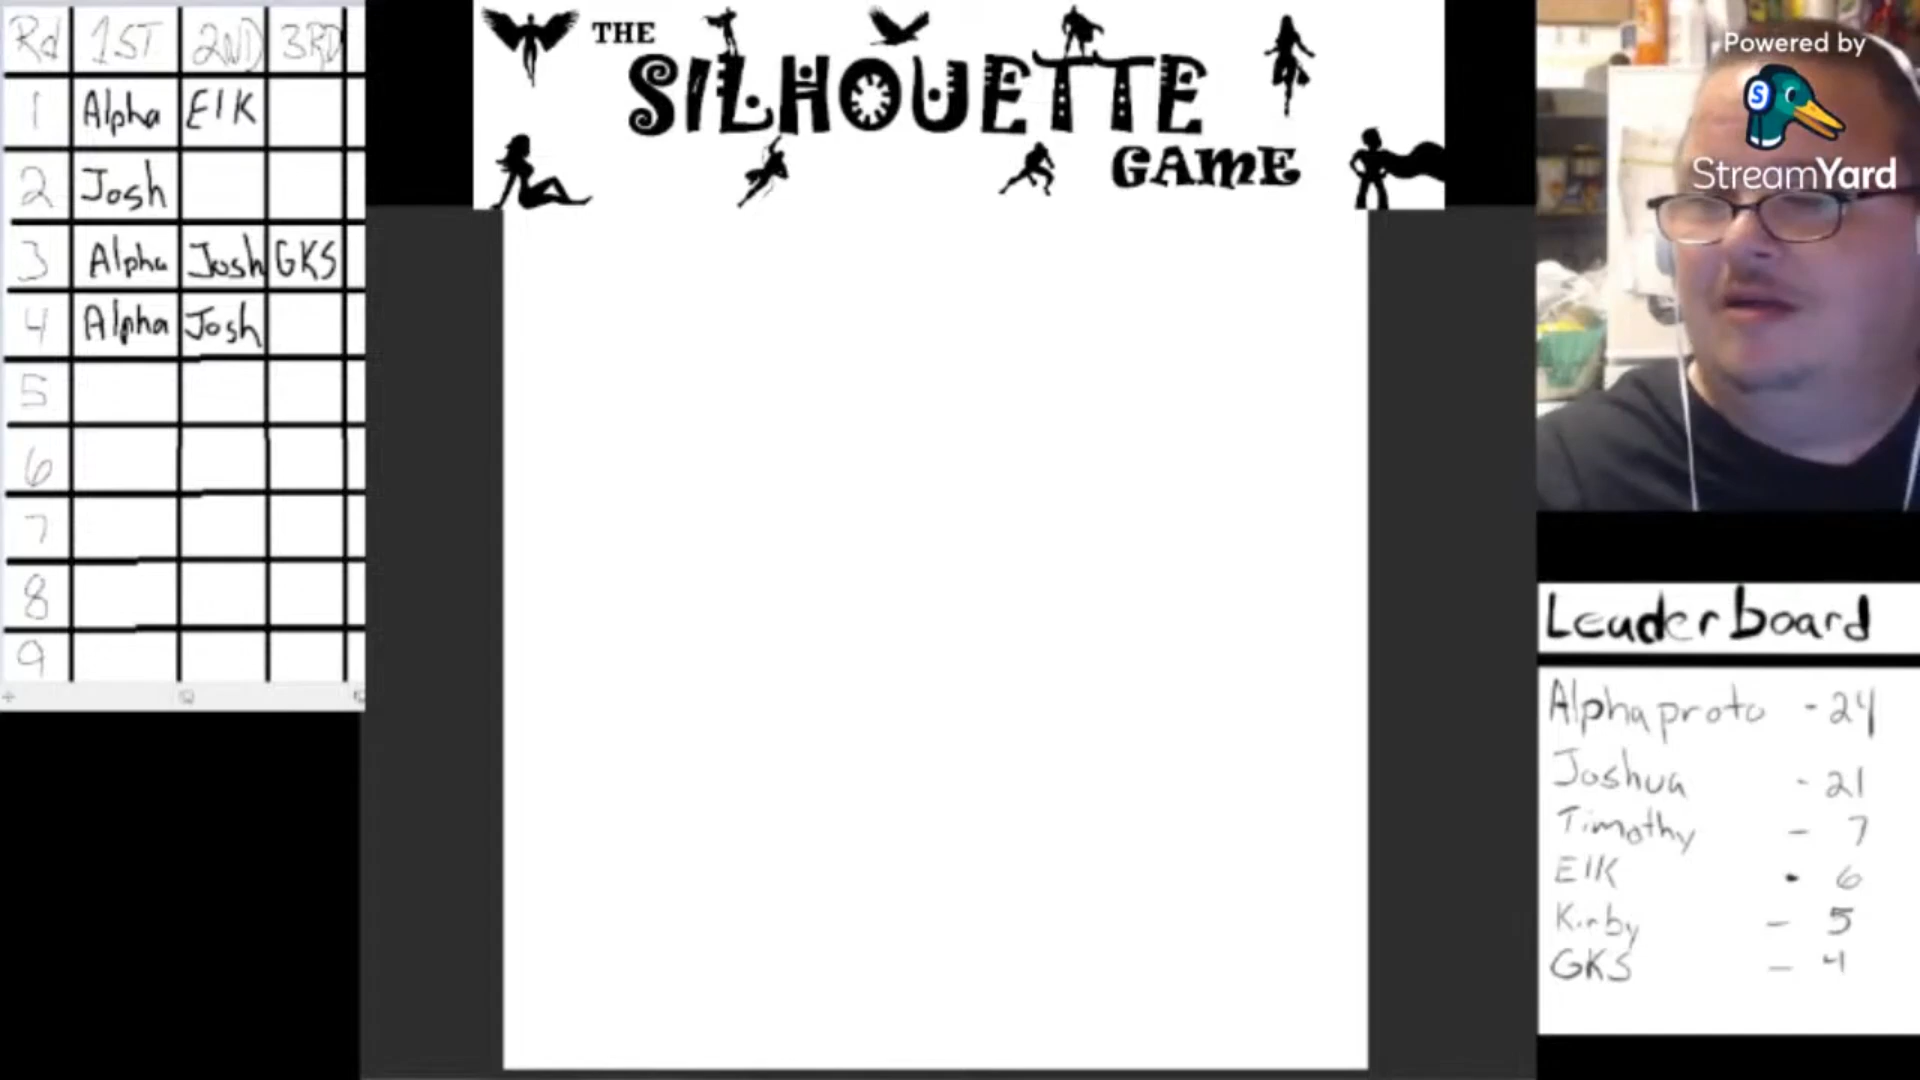 Rd 1ST 2ND 3RD
1 Alpha Elk
2 Josh
3 Alpha Josh GKS
4 Alpha Josh
5
6
7
8
9
THE
SILHOUETTE
GAME
Powered by
S
StreamYard
Leaderboard
Alphaproto - 24
Joshua - 21
Timothy - 7
Elk - 6
Kirby - 5
GKS - 4